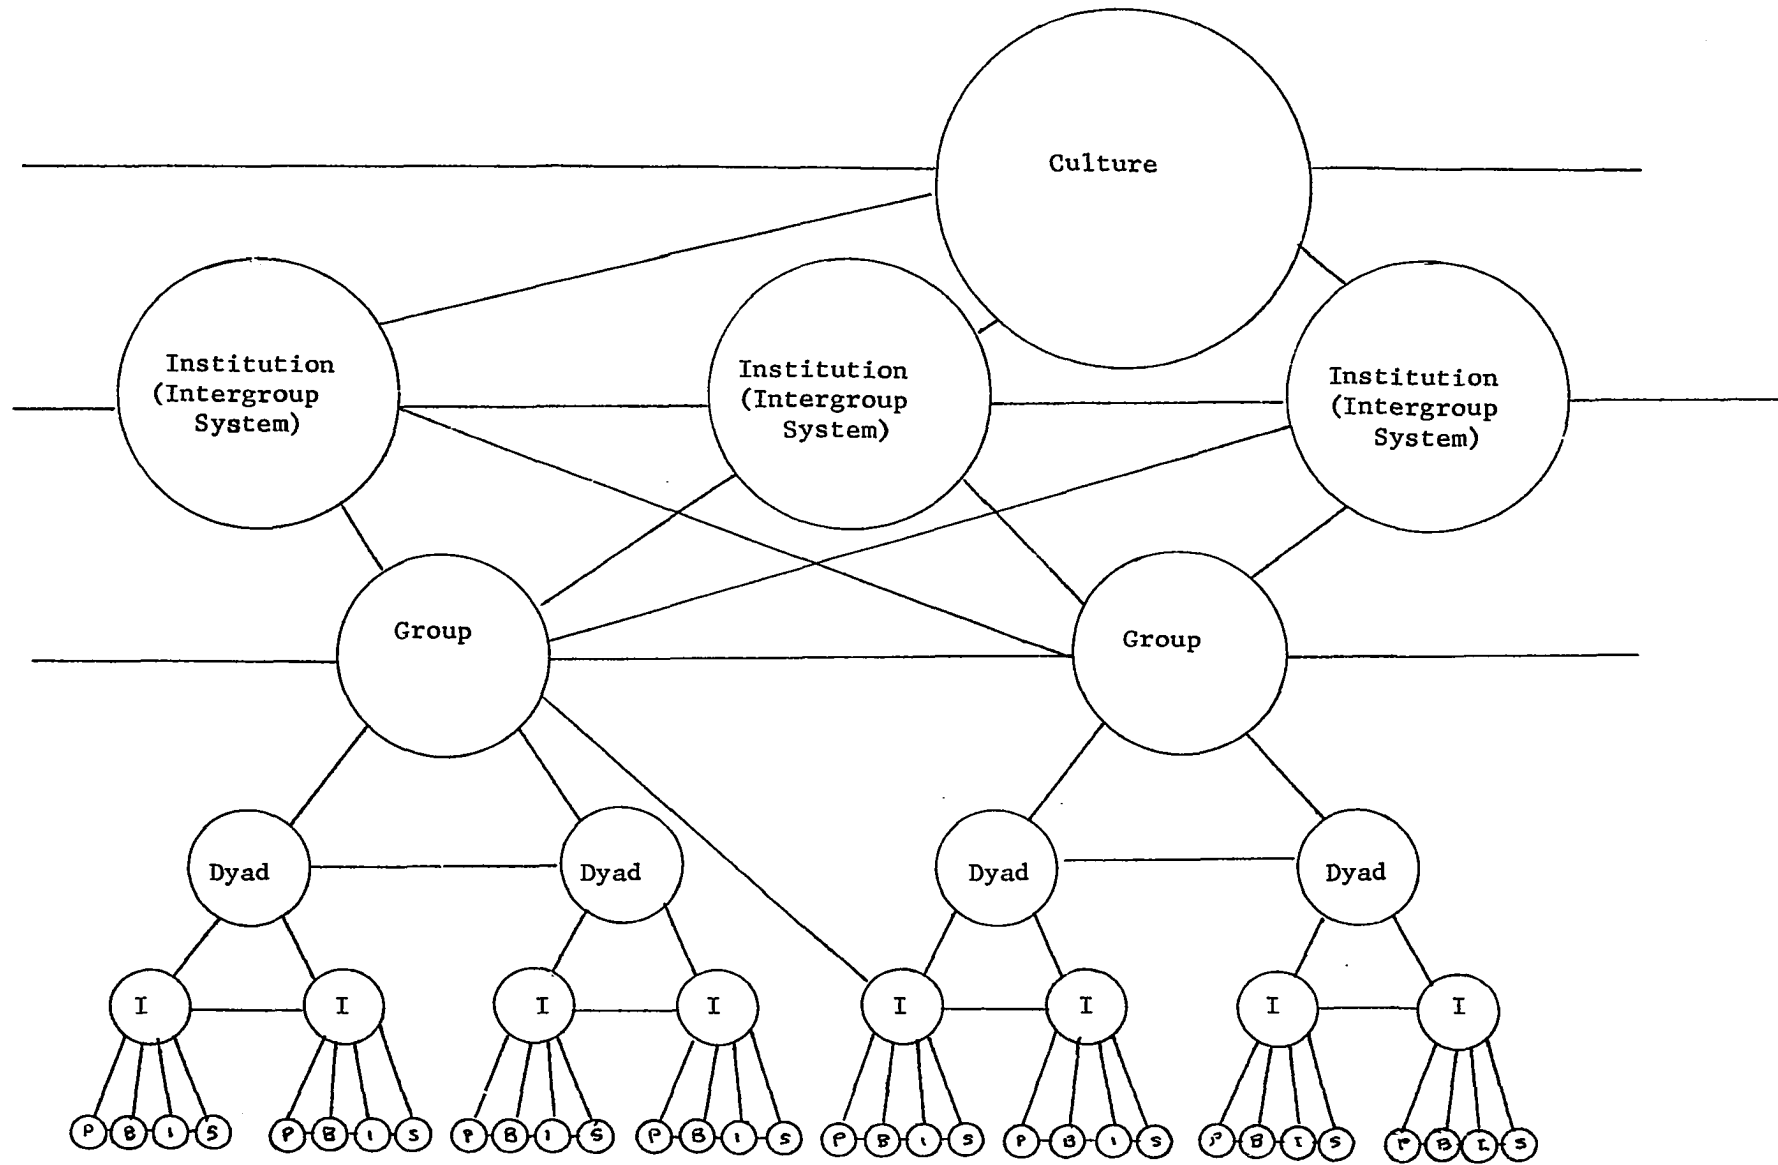 Culture
Institution
(Intergroup
System)
Institution
(Intergroup
System)
Institution
(Intergroup
System)
Group
Group
Dyad
Dyad
Dyad
Dyad
I
I
I
I
I
I
I
I
P B I S
P B I S
P B I S
P B I S
P B I S
P B I S
P B I S
P B I S